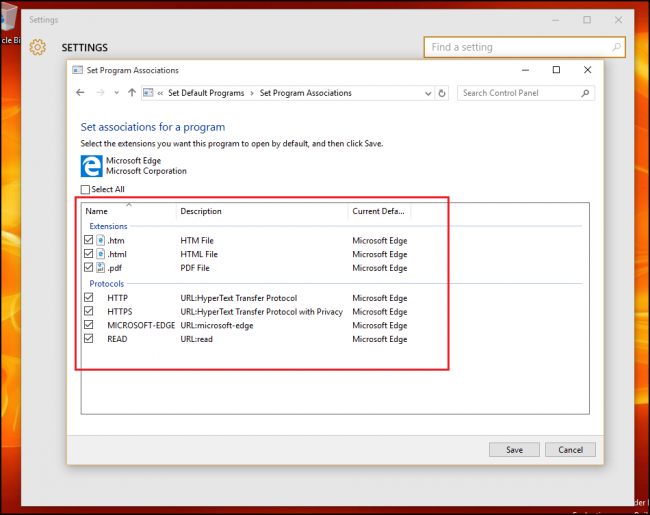 Settings
cle Bi
SETTINGS
Find a setting
Set Program Associations
« Set Default Programs > Set Program Associations
Search Control Panel
Set associations for a program
Select the extensions you want this program to open by default, and then click Save.
Microsoft Edge
Microsoft Corporation
Select All
Name Description Current Defa...
Extensions
.htm HTM File Microsoft Edge
.html HTML File Microsoft Edge
.pdf PDF File Microsoft Edge
Protocols
HTTP URL:HyperText Transfer Protocol Microsoft Edge
HTTPS URL:HyperText Transfer Protocol with Privacy Microsoft Edge
MICROSOFT-EDGE URL:microsoft-edge Microsoft Edge
READ URL:read Microsoft Edge
Save Cancel